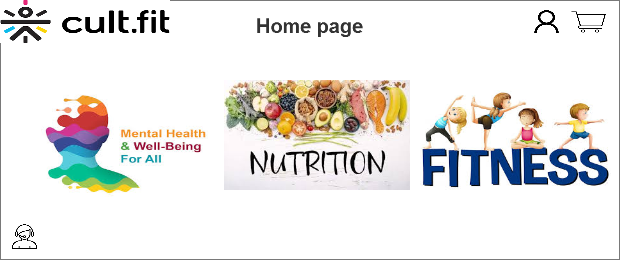 cult.fit
Home page
Mental Health
& Well-Being
For All
NUTRITION
FITNESS